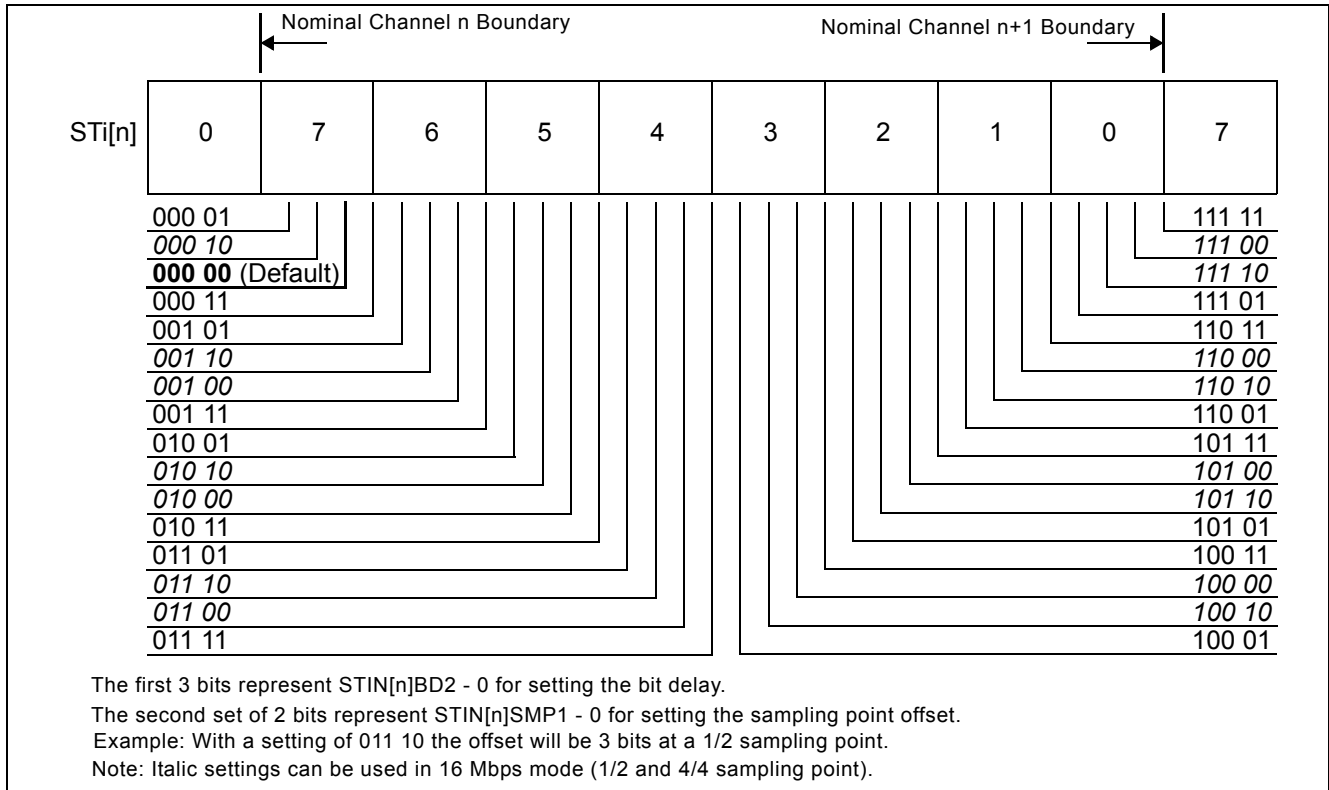 Nominal Channel n Boundary
Nominal Channel n+1 Boundary
STi[n] 0 7 6 5 4 3 2 1 0 7
000 01 111 11
000 10 111 00
000 00 (Default) 111 10
000 11 111 01
001 01 110 11
001 10 110 00
001 00 110 10
001 11 110 01
010 01 101 11
010 10 101 00
010 00 101 10
010 11 101 01
011 01 100 11
011 10 100 00
011 00 100 10
011 11 100 01
The first 3 bits represent STIN[n]BD2 - 0 for setting the bit delay.
The second set of 2 bits represent STIN[n]SMP1 - 0 for setting the sampling point offset.
Example: With a setting of 011 10 the offset will be 3 bits at a 1/2 sampling point.
Note: Italic settings can be used in 16 Mbps mode (1/2 and 4/4 sampling point).